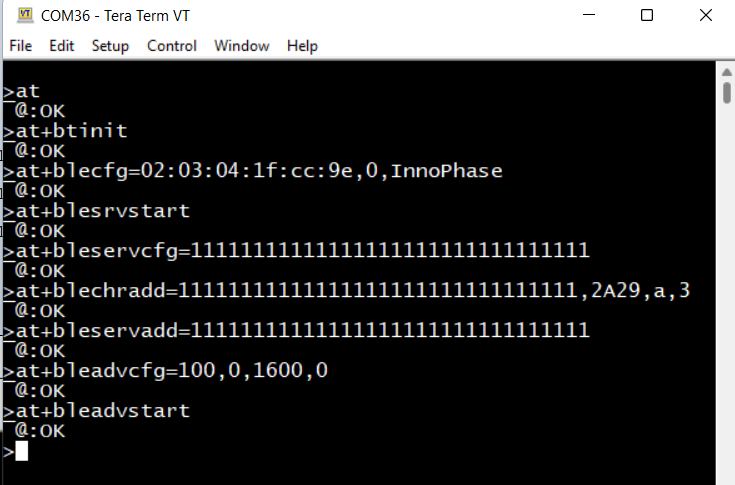 COM36 - Tera Term VT
File Edit Setup Control Window Help
>at
@:OK
>at+btinit
@:OK
>at+blecfg=02:03:04:1f:cc:9e,0,InnoPhase
@:OK
>at+blesrvstart
@:OK
>at+bleservcfg=11111111111111111111111111111111
@:OK
>at+blechradd=11111111111111111111111111111111,2A29,a,3
@:OK
>at+bleservadd=11111111111111111111111111111111
@:OK
>at+bleadvcfg=100,0,1600,0
@:OK
>at+bleadvstart
@:OK
>